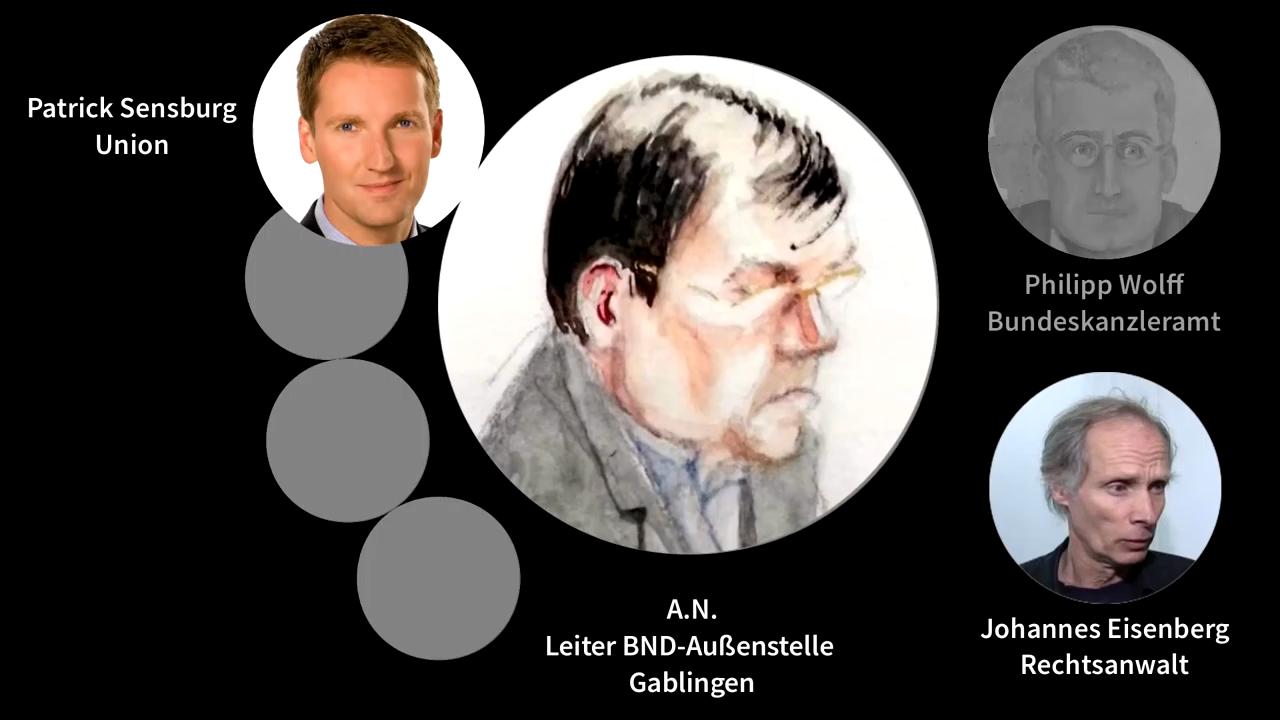 Patrick Sensburg
Union
Philipp Wolff
Bundeskanzleramt
A.N.
Leiter BND-Außenstelle
Gablingen
Johannes Eisenberg
Rechtsanwalt